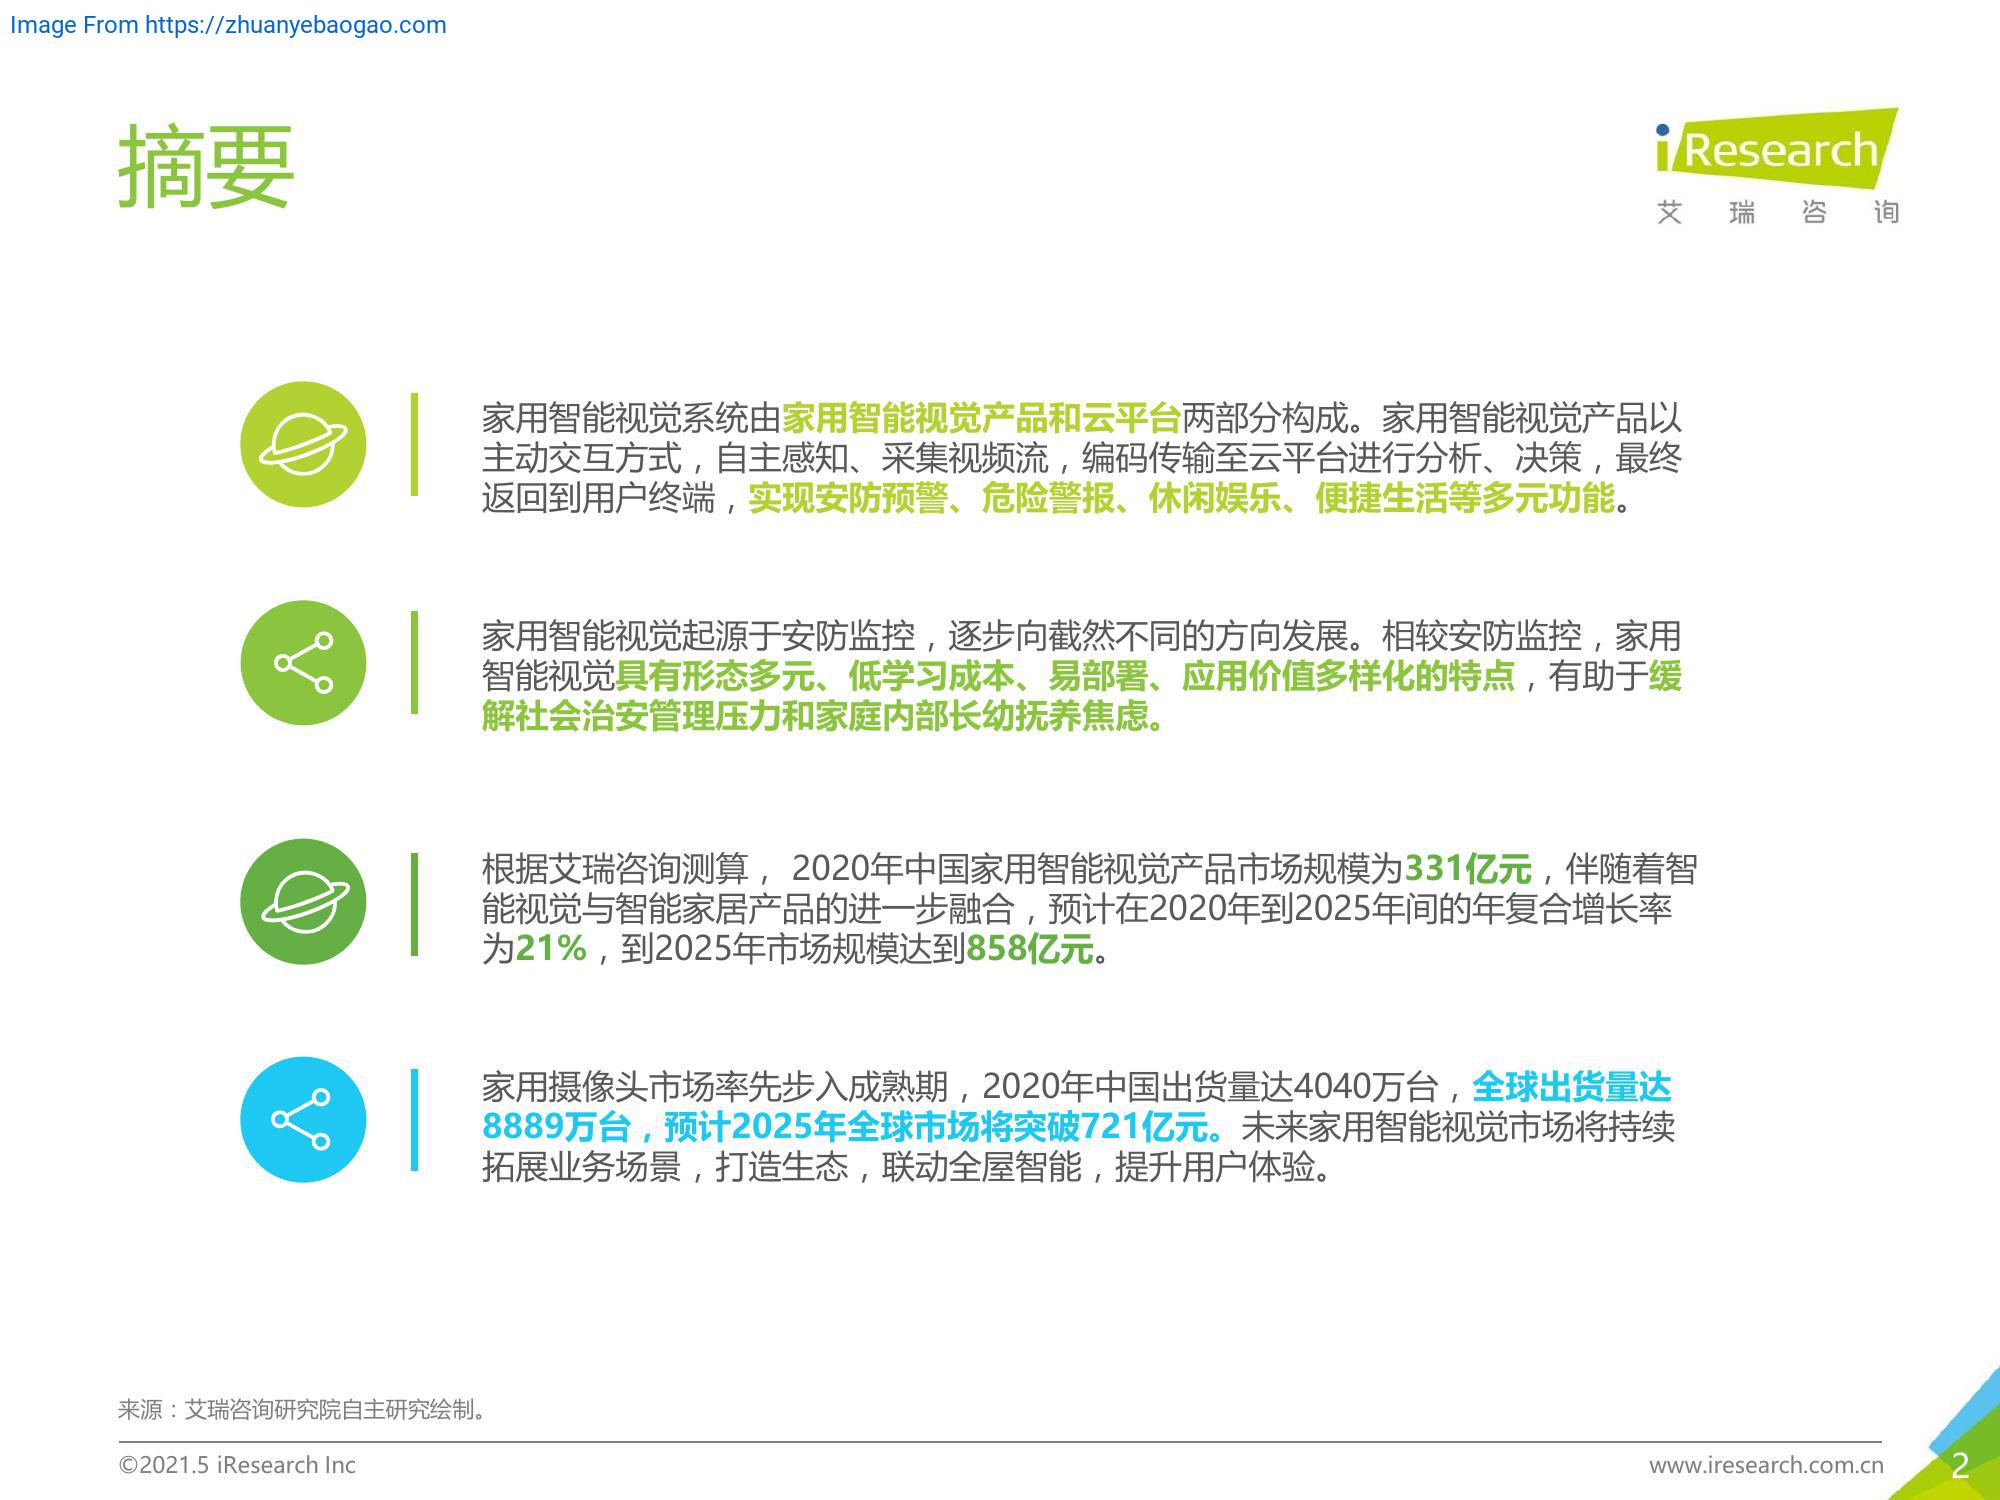 Image From https://zhuanyebaogao.com
摘要
iResearch
艾瑞咨询
家用智能视觉系统由家用智能视觉产品和云平台两部分构成。家用智能视觉产品以
主动交互方式，自主感知、采集视频流，编码传输至云平台进行分析、决策，最终
返回到用户终端，实现安防预警、危险警报、休闲娱乐、便捷生活等多元功能。
家用智能视觉起源于安防监控，逐步向截然不同的方向发展。相较安防监控，家用
智能视觉具有形态多元、低学习成本、易部署、应用价值多样化的特点，有助于缓
解社会治安管理压力和家庭内部长幼抚养焦虑。
根据艾瑞咨询测算， 2020年中国家用智能视觉产品市场规模为331亿元，伴随着智
能视觉与智能家居产品的进一步融合，预计在2020年到2025年间的年复合增长率
为21%，到2025年市场规模达到858亿元。
家用摄像头市场率先步入成熟期，2020年中国出货量达4040万台，全球出货量达
8889万台，预计2025年全球市场将突破721亿元。未来家用智能视觉市场将持续
拓展业务场景，打造生态，联动全屋智能，提升用户体验。
来源：艾瑞咨询研究院自主研究绘制。
©2021.5 iResearch Inc
www.iresearch.com.cn
2